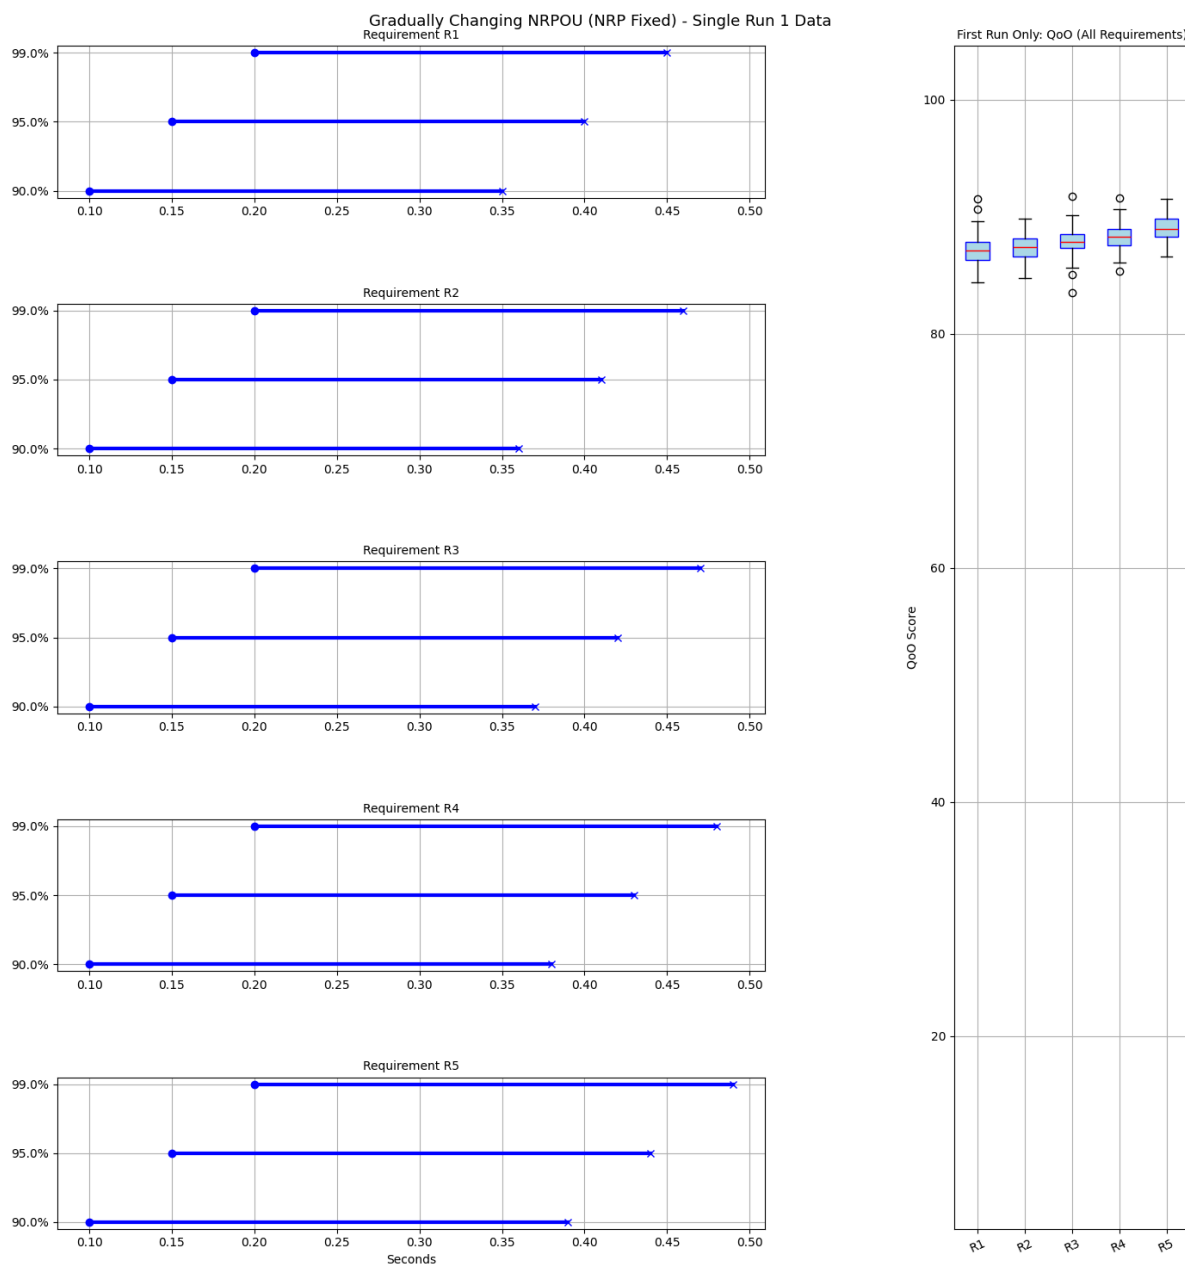 Gradually Changing NRPOU (NRP Fixed) - Single Run 1 Data
Requirement R1
99.0%
95.0%
90.0%
0.10 0.15 0.20 0.25 0.30 0.35 0.40 0.45 0.50
Requirement R2
99.0%
95.0%
90.0%
0.10 0.15 0.20 0.25 0.30 0.35 0.40 0.45 0.50
Requirement R3
99.0%
95.0%
90.0%
0.10 0.15 0.20 0.25 0.30 0.35 0.40 0.45 0.50
Requirement R4
99.0%
95.0%
90.0%
0.10 0.15 0.20 0.25 0.30 0.35 0.40 0.45 0.50
Requirement R5
99.0%
95.0%
90.0%
0.10 0.15 0.20 0.25 0.30 0.35 0.40 0.45 0.50
Seconds
First Run Only: QoO (All Requirements)
100
80
60
40
20
QoO Score
R1 R2 R3 R4 R5